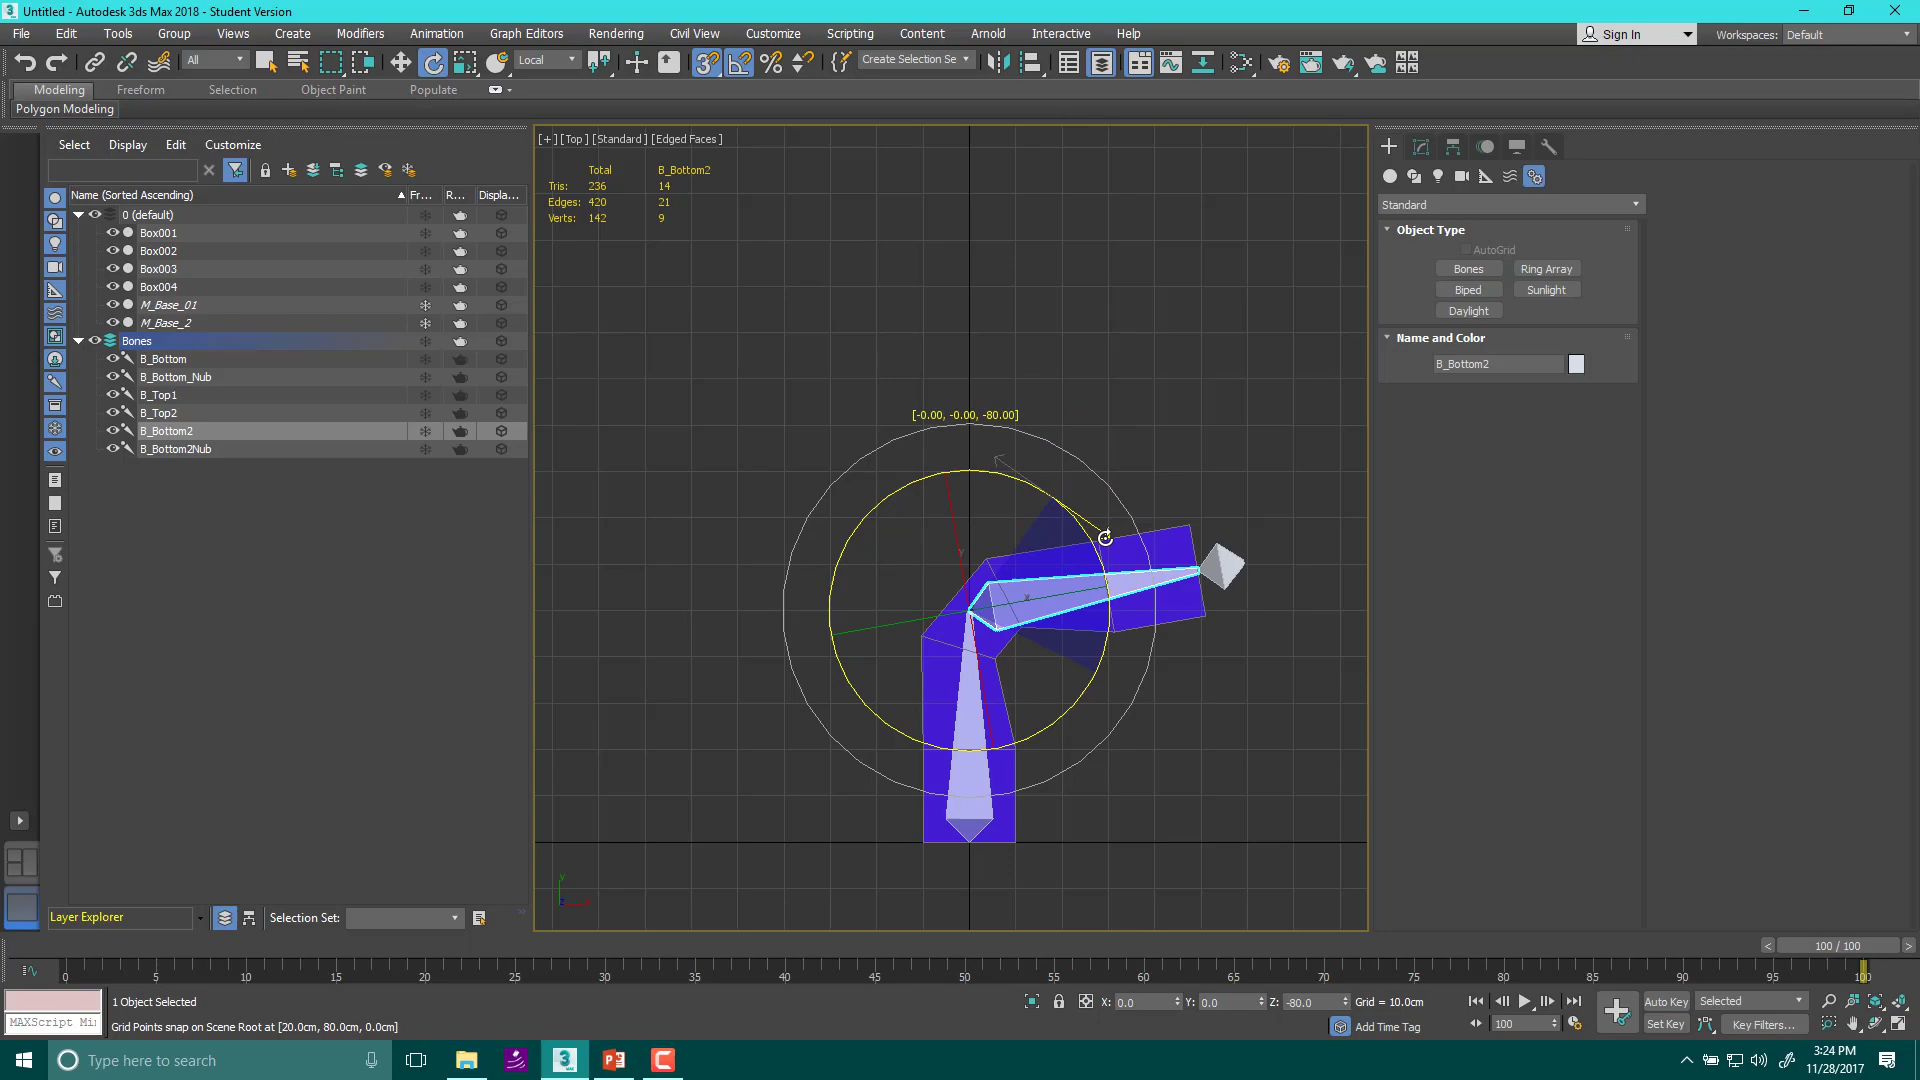 Untitled - Autodesk 3ds Max 2018 - Student Version
File Edit Tools Group Views Create Modifiers Animation Graph Editors Rendering Civil View Customize Scripting Content Arnold Interactive Help
Sign In
Workspaces: Default
All
Local
Create Selection Se
Modeling Freeform Selection Object Paint Populate
Polygon Modeling
Select Display Edit Customize
Name (Sorted Ascending) Fr... R... Displa...
0 (default)
Box001
Box002
Box003
Box004
M_Base_01
M_Base_2
Bones
B_Bottom
B_Bottom_Nub
B_Top1
B_Top2
B_Bottom2
B_Bottom2Nub
Layer Explorer
Selection Set:
[+] [Top] [Standard] [Edged Faces]
Total B_Bottom2
Tris: 236 14
Edges: 420 21
Verts: 142 9
[-0.00, -0.00, -80.00]
y
x
y
Standard
Object Type
AutoGrid
Bones Ring Array
Biped Sunlight
Daylight
Name and Color
B_Bottom2
< 100 / 100 >
0 5 10 15 20 25 30 35 40 45 50 55 60 65 70 75 80 85 90 95 100
1 Object Selected
X: 0.0 Y: 0.0 Z: -80.0 Grid = 10.0cm
Auto Key Selected
MAXScript Mi
Grid Points snap on Scene Root at [20.0cm, 80.0cm, 0.0cm]
Add Time Tag
100
Set Key Key Filters...
Type here to search
3:24 PM
11/28/2017